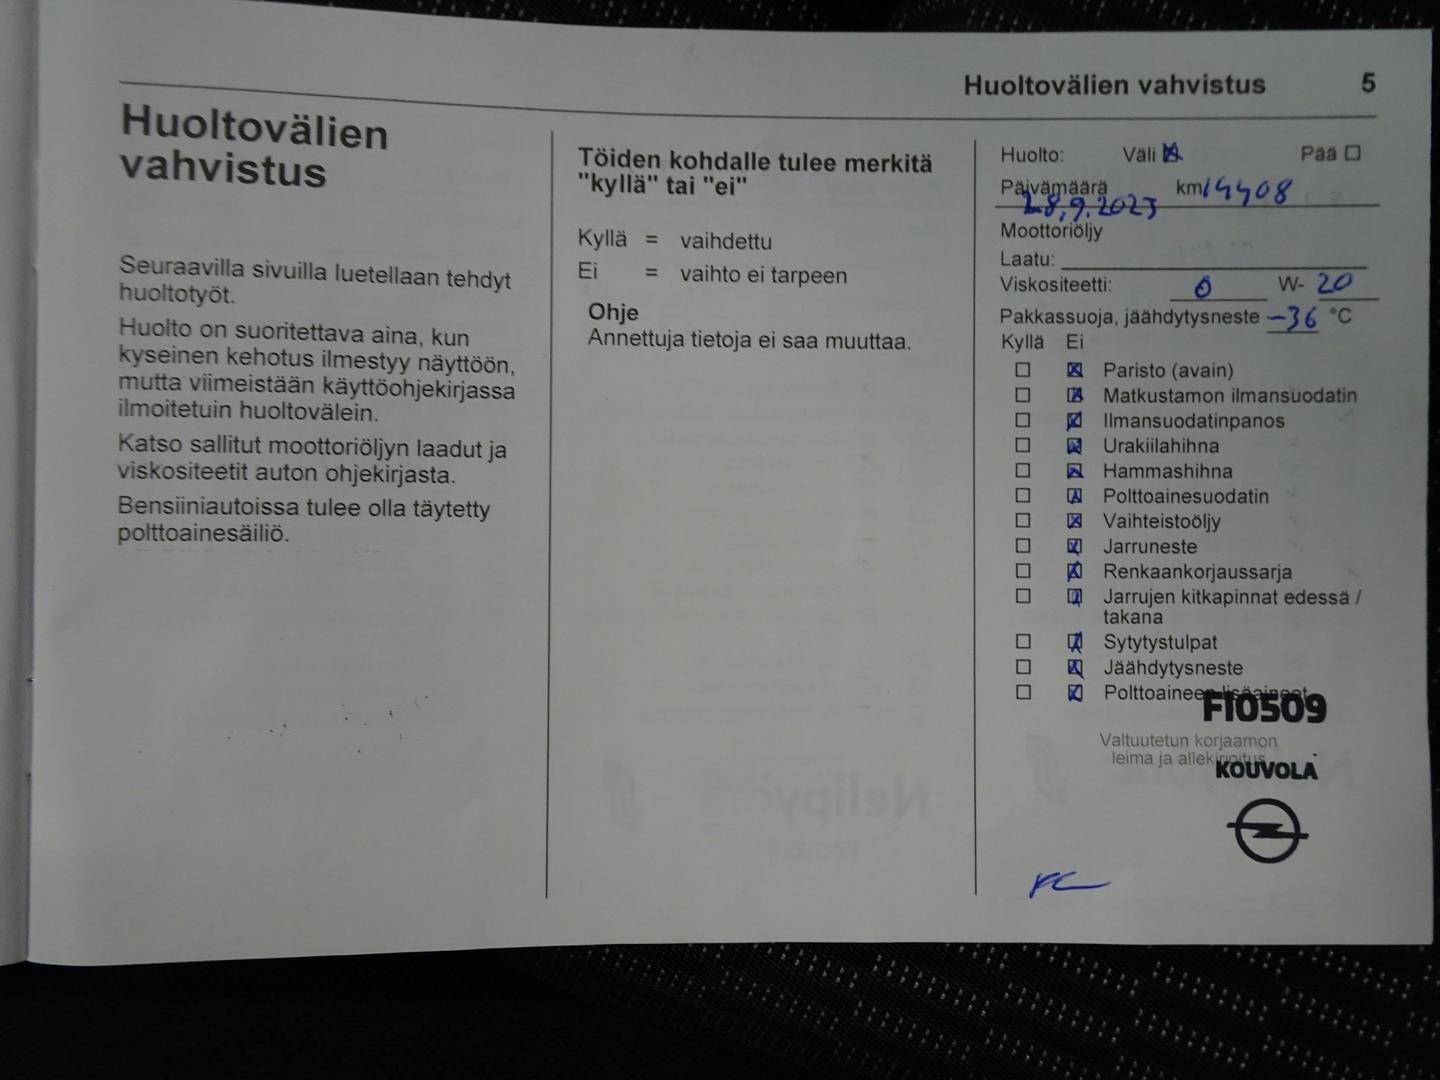 Huoltovälien vahvistus 5
Huoltovälien
vahvistus
Seuraavilla sivuilla luetellaan tehdyt
huoltotyöt.
Huolto on suoritettava aina, kun
kyseinen kehotus ilmestyy näyttöön,
mutta viimeistään käyttöohjekirjassa
ilmoitetuin huoltovälein.
Katso sallitut moottoriöljyn laadut ja
viskositeetit auton ohjekirjasta.
Bensiiniautoissa tulee olla täytetty
polttoainesäiliö.
Töiden kohdalle tulee merkitä
"kyllä" tai "ei"
Kyllä = vaihdettu
Ei = vaihto ei tarpeen
Ohje
Annettuja tietoja ei saa muuttaa.
Huolto: Väli ☒ Pää ☐
Päivämäärä km 14408
28.9.2023
Moottoriöljy
Laatu:
Viskositeetti: 0 W- 20
Pakkassuoja, jäähdytysneste -36 °C
Kyllä Ei
☐ ☒ Paristo (avain)
☐ ☒ Matkustamon ilmansuodatin
☐ ☒ Ilmansuodatinpanos
☐ ☒ Urakiilahihna
☐ ☒ Hammashihna
☐ ☒ Polttoainesuodatin
☐ ☒ Vaihteistoöljy
☐ ☒ Jarruneste
☐ ☒ Renkaankorjaussarja
☐ ☒ Jarrujen kitkapinnat edessä /
takana
☐ ☒ Sytytystulpat
☐ ☒ Jäähdytysneste
☐ ☒ Polttoaineen lisäaineet
FI0509
Valtuutetun korjaamon
leima ja allekirjoitus
KOUVOLA